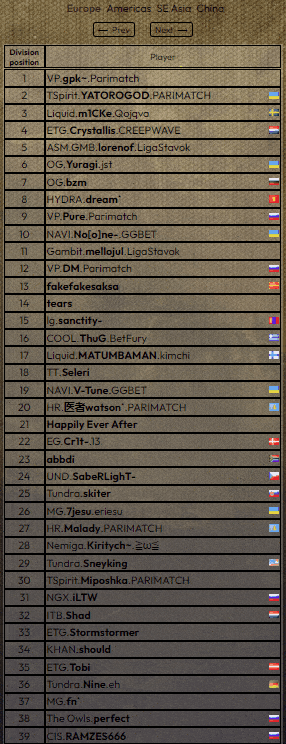 Europe Americas SE Asia China
← Prev Next →
Division position Player
1 VP.gpk~.Parimatch
2 TSpirit.YATOROGOD.PARIMATCH
3 Liquid.m1CKe.Qojqva
4 ETG.Crystallis.CREEPWAVE
5 ASM.GMB.lorenof.LigaStavok
6 OG.Yuragi.jst
7 OG.bzm
8 HYDRA.dream'
9 VP.Pure.Parimatch
10 NAVI.No[o]ne-.GGBET
11 Gambit.mellojul.LigaStavok
12 VP.DM.Parimatch
13 fakefakesaksa
14 tears
15 Ig.sanctity-
16 COOL.ThuG.BetFury
17 Liquid.MATUMBAMAN.kimchi
18 TT.Seleri
19 NAVI.V-Tune.GGBET
20 HR.医者watson`.PARIMATCH
21 Happily Ever After
22 EG.Cr1t-.13
23 abbdi
24 UND.SabeRLighT-
25 Tundra.skiter
26 MG.7jesu.eriesu
27 HR.Malady.PARIMATCH
28 Nemiga.Kiritych~.≧ω≦
29 Tundra.Sneyking
30 TSpirit.Miposhka.PARIMATCH
31 NGX.iLTW
32 ITB.Shad
33 ETG.Stormstormer
34 KHAN.should
35 ETG.Tobi
36 Tundra.Nine.eh
37 MG.fn`
38 The Owls.perfect
39 CIS.RAMZES666